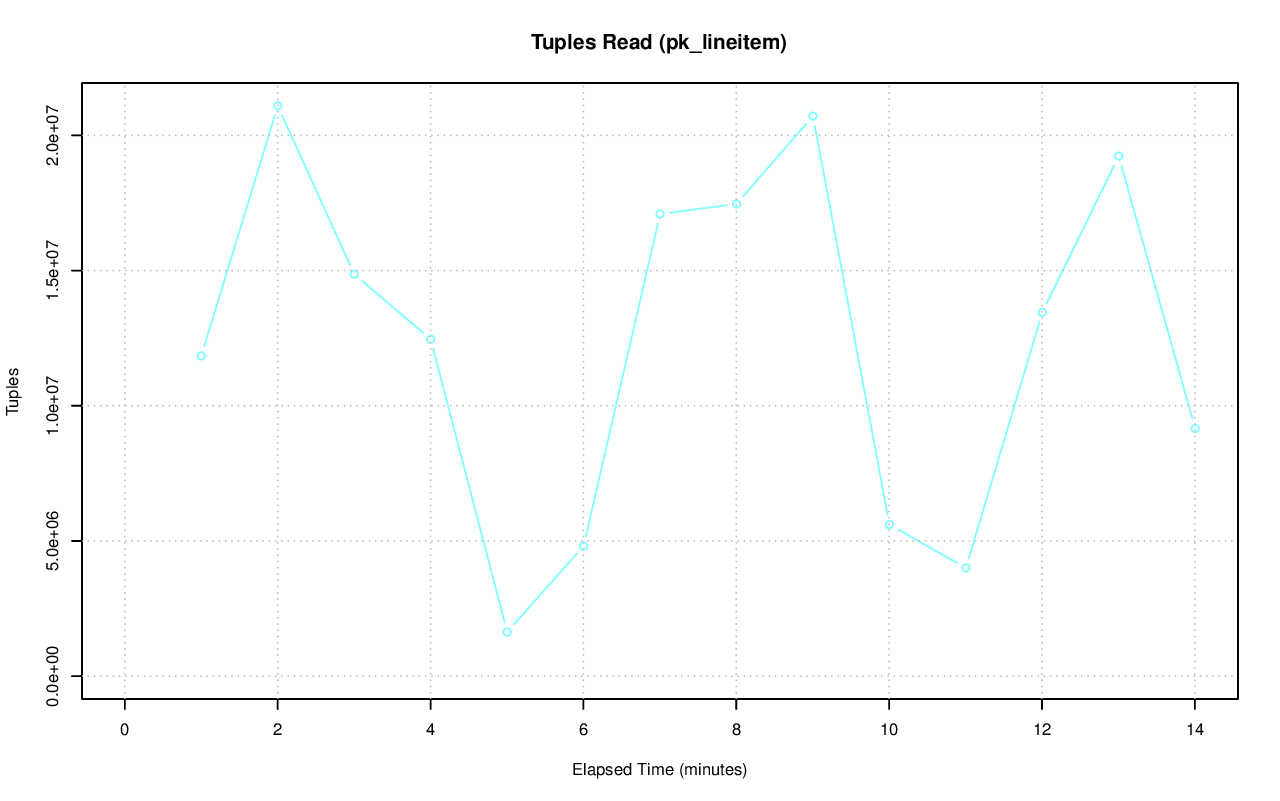 Tuples Read (pk_lineitem)
Tuples
2.0e+07
1.5e+07
1.0e+07
5.0e+06
0.0e+00
0 2 4 6 8 10 12 14
Elapsed Time (minutes)